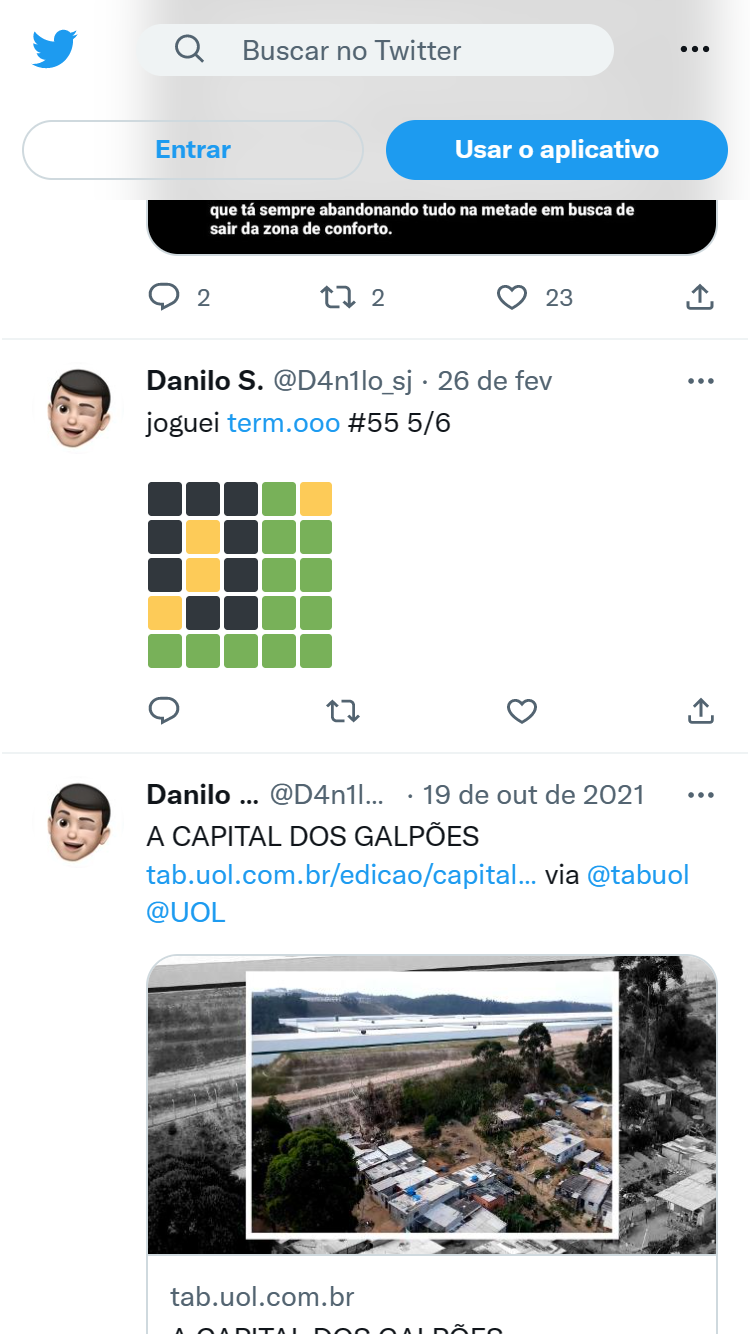 Buscar no Twitter
Entrar
Usar o aplicativo
que tá sempre abandonando tudo na metade em busca de
sair da zona de conforto.
2 2 23
Danilo S. @D4n1lo_sj · 26 de fev
joguei term.ooo #55 5/6
Danilo ... @D4n1l... · 19 de out de 2021
A CAPITAL DOS GALPÕES
tab.uol.com.br/edicao/capital... via @tabuol
@UOL
tab.uol.com.br
A CAPITAL DOS GALPÕES